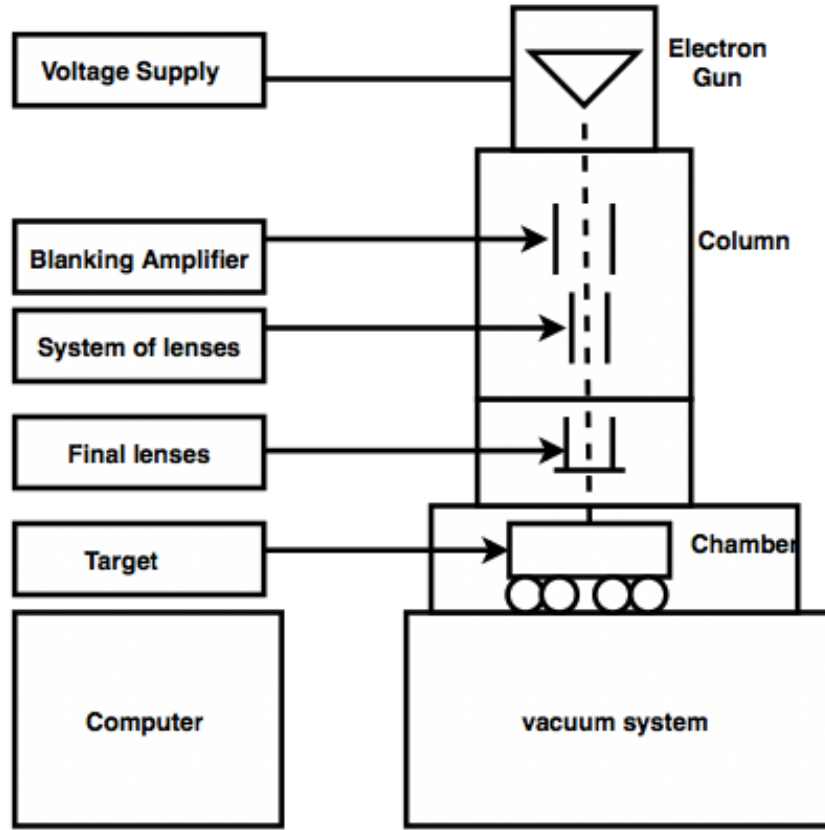 Voltage Supply
Electron
Gun
Blanking Amplifier
Column
System of lenses
Final lenses
Target
Chamber
Computer
vacuum system